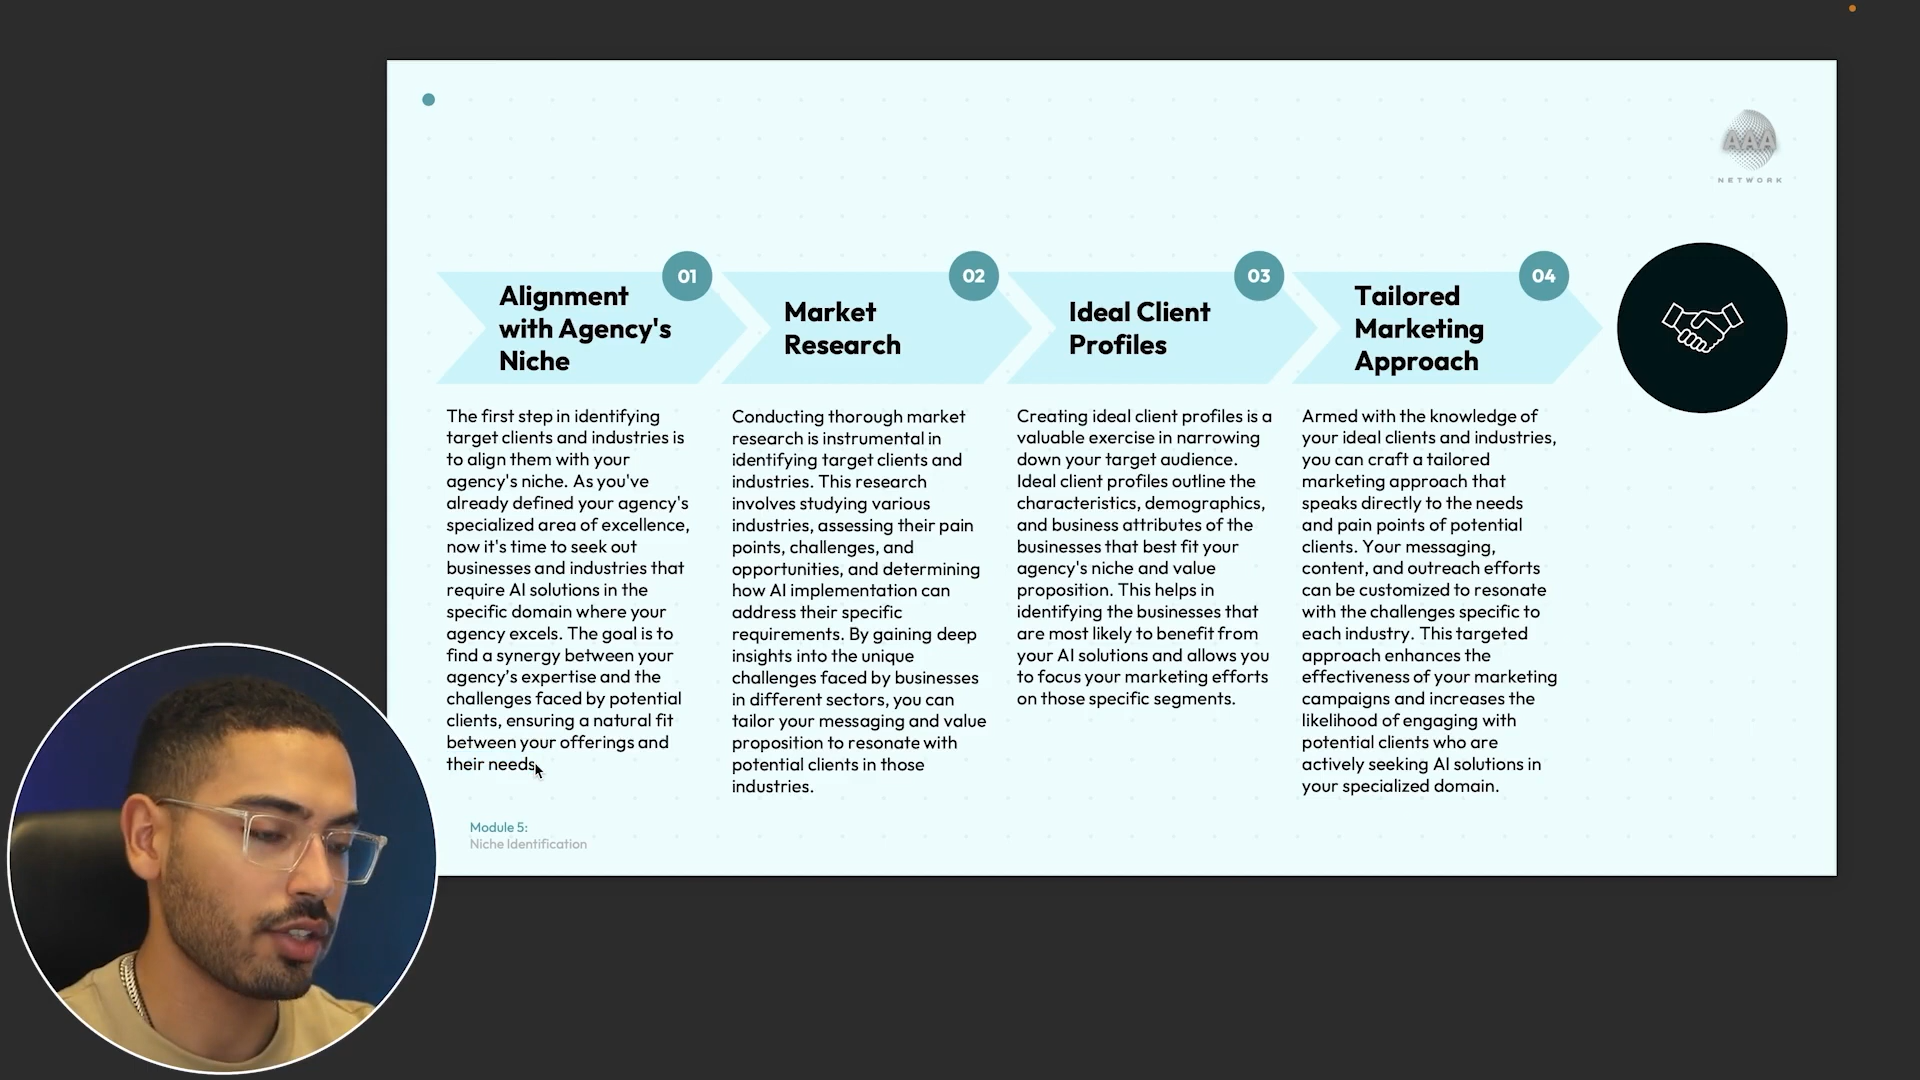 AAA
NETWORK
01
Alignment
with Agency's
Niche
The first step in identifying
target clients and industries is
to align them with your
agency's niche. As you've
already defined your agency's
specialized area of excellence,
now it's time to seek out
businesses and industries that
require AI solutions in the
specific domain where your
agency excels. The goal is to
find a synergy between your
agency's expertise and the
challenges faced by potential
clients, ensuring a natural fit
between your offerings and
their needs.
02
Market
Research
Conducting thorough market
research is instrumental in
identifying target clients and
industries. This research
involves studying various
industries, assessing their pain
points, challenges, and
opportunities, and determining
how AI implementation can
address their specific
requirements. By gaining deep
insights into the unique
challenges faced by businesses
in different sectors, you can
tailor your messaging and value
proposition to resonate with
potential clients in those
industries.
03
Ideal Client
Profiles
Creating ideal client profiles is a
valuable exercise in narrowing
down your target audience.
Ideal client profiles outline the
characteristics, demographics,
and business attributes of the
businesses that best fit your
agency's niche and value
proposition. This helps in
identifying the businesses that
are most likely to benefit from
your AI solutions and allows you
to focus your marketing efforts
on those specific segments.
04
Tailored
Marketing
Approach
Armed with the knowledge of
your ideal clients and industries,
you can craft a tailored
marketing approach that
speaks directly to the needs
and pain points of potential
clients. Your messaging,
content, and outreach efforts
can be customized to resonate
with the challenges specific to
each industry. This targeted
approach enhances the
effectiveness of your marketing
campaigns and increases the
likelihood of engaging with
potential clients who are
actively seeking AI solutions in
your specialized domain.
Module 5:
Niche Identification